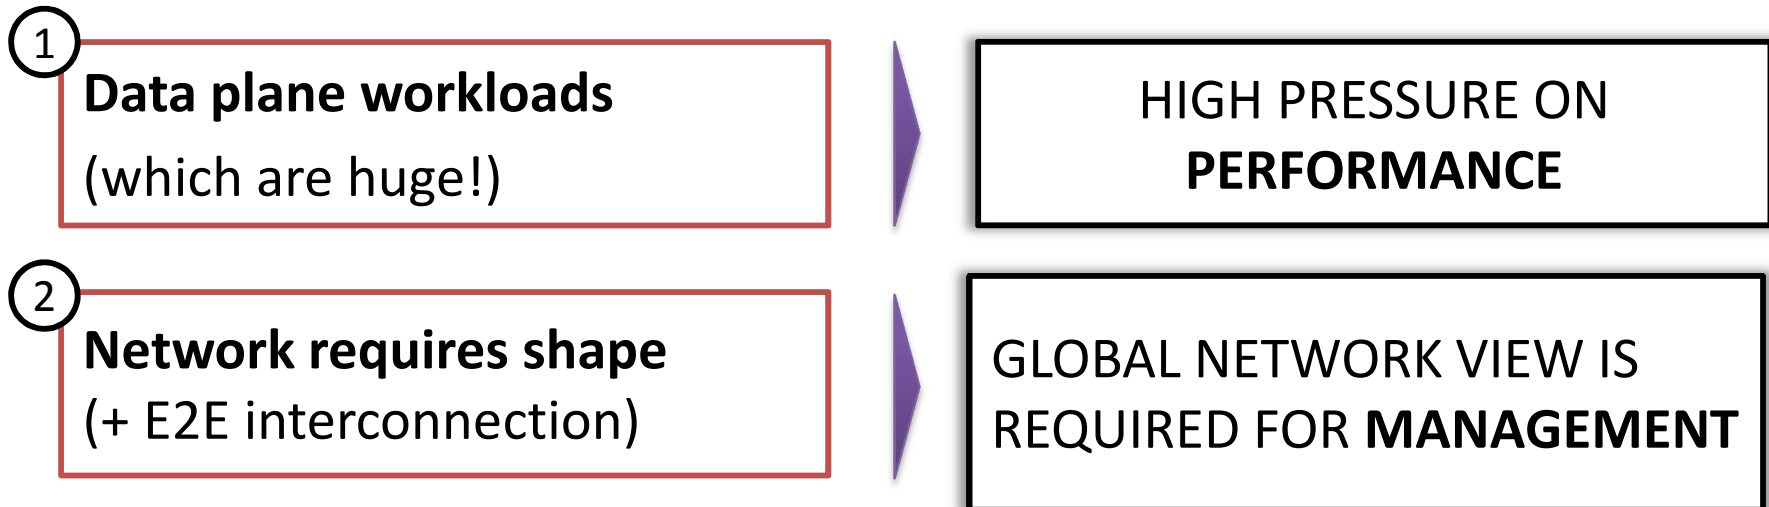 1
Data plane workloads
(which are huge!)
HIGH PRESSURE ON
PERFORMANCE
2
Network requires shape
(+ E2E interconnection)
GLOBAL NETWORK VIEW IS
REQUIRED FOR MANAGEMENT